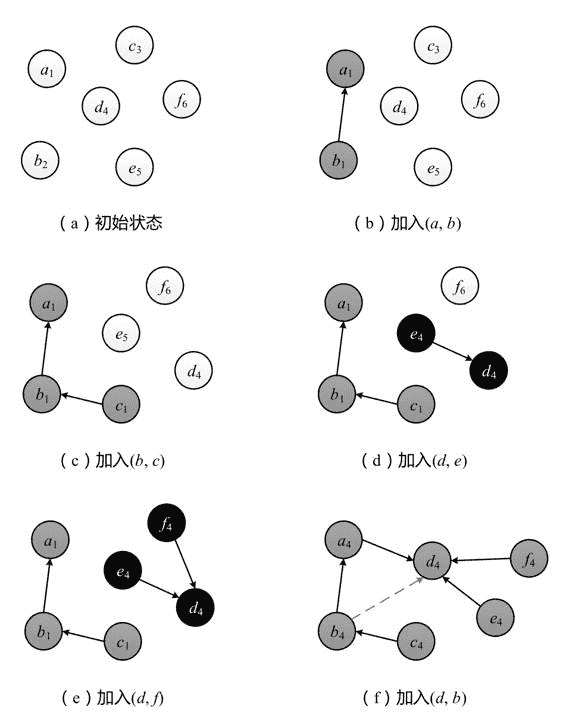 c3
a1
d4
f6
b2
e5
（a）初始状态
c3
a1
d4
f6
b1
e5
（b）加入(a, b)
f6
a1
e5
d4
b1
c1
（c）加入(b, c)
f6
a1
e4
d4
b1
c1
（d）加入(d, e)
f4
a1
e4
d4
b1
c1
（e）加入(d, f)
a4
d4
f4
b4
e4
c4
（f）加入(d, b)